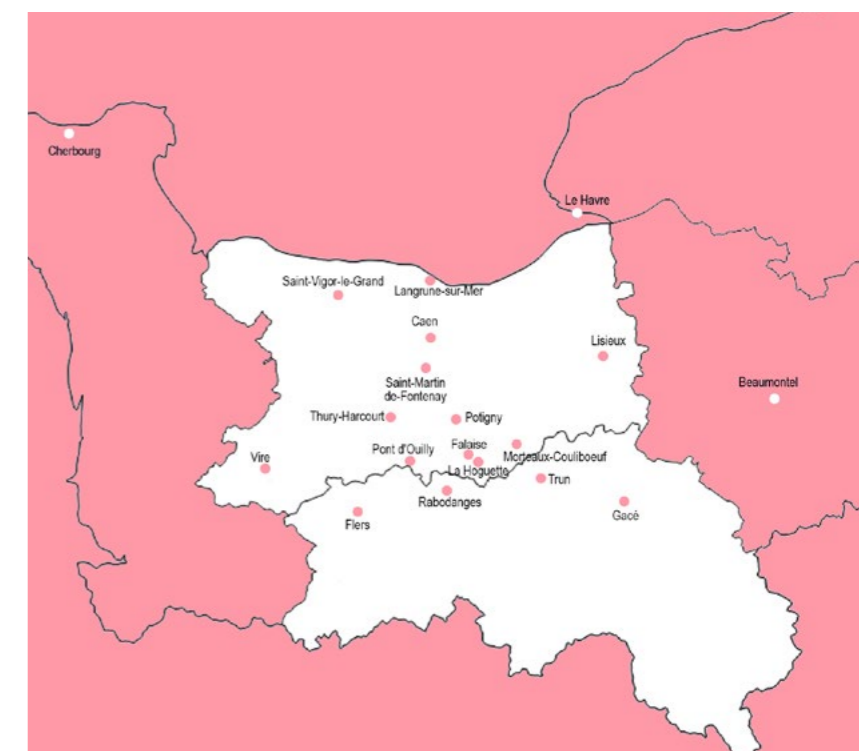 Cherbourg
Le Havre
Saint-Vigor-le-Grand
Langrune-sur-Mer
Caen
Lisieux
Saint-Martin
de-Fontenay
Beaumontel
Thury-Harcourt
Potigny
Pont d'Ouilly
Falaise
Morteaux-Couliboeuf
Vire
La Hoguette
Trun
Rabodanges
Flers
Gacé